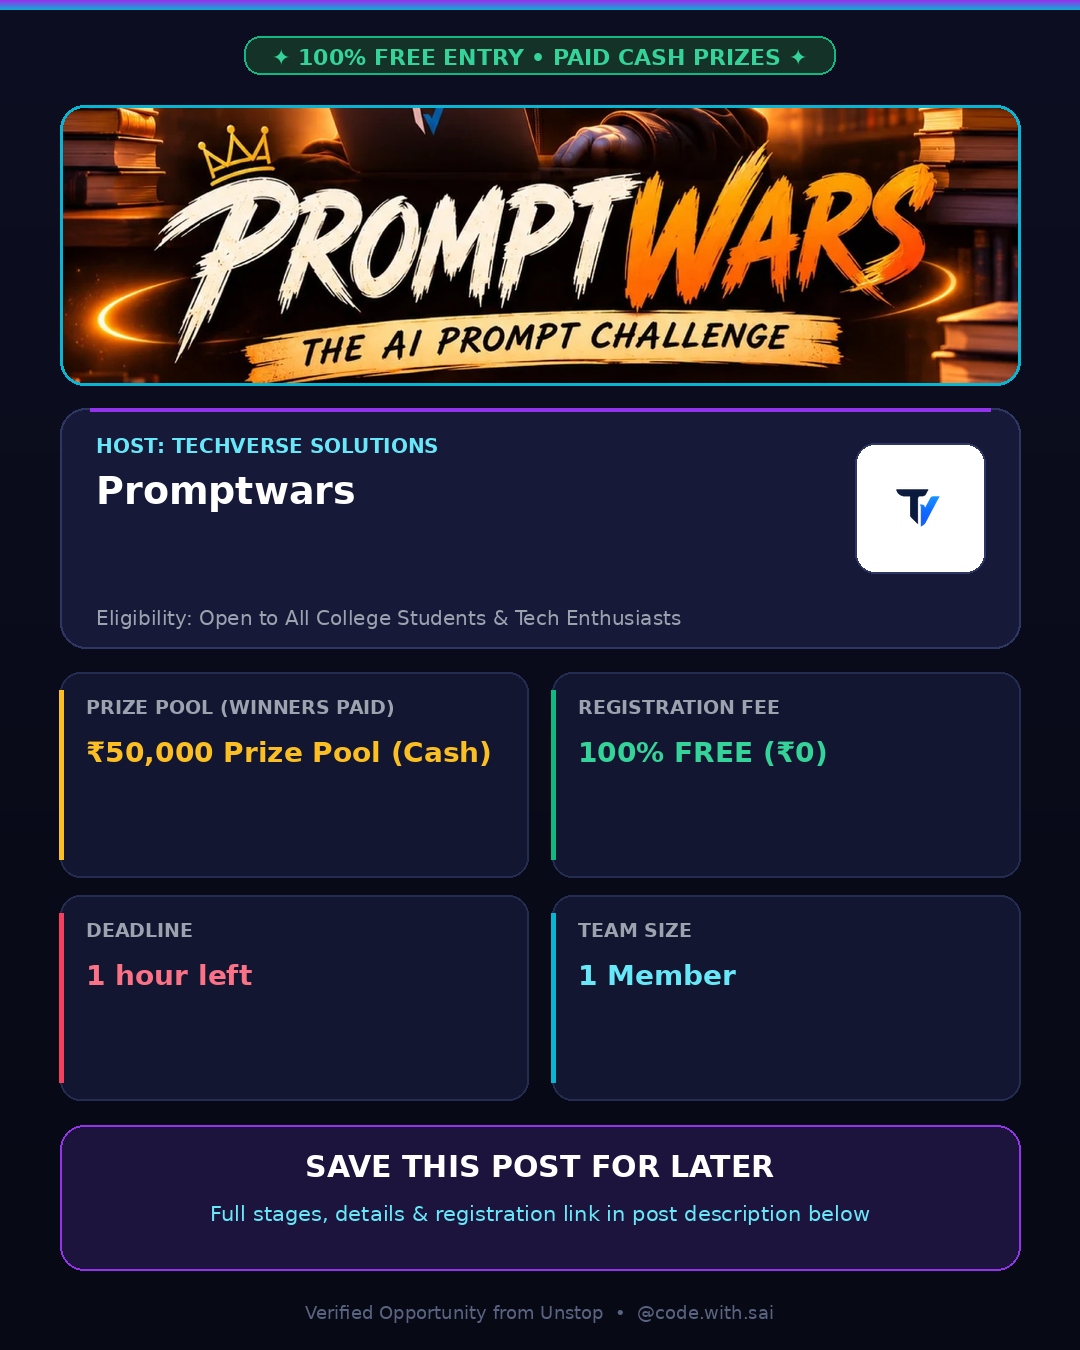 ✦ 100% FREE ENTRY • PAID CASH PRIZES ✦
PROMPTWARS
THE AI PROMPT CHALLENGE
HOST: TECHVERSE SOLUTIONS
Promptwars
TV
Eligibility: Open to All College Students & Tech Enthusiasts
PRIZE POOL (WINNERS PAID)
₹50,000 Prize Pool (Cash)
REGISTRATION FEE
100% FREE (₹0)
DEADLINE
1 hour left
TEAM SIZE
1 Member
SAVE THIS POST FOR LATER
Full stages, details & registration link in post description below
Verified Opportunity from Unstop • @code.with.sai